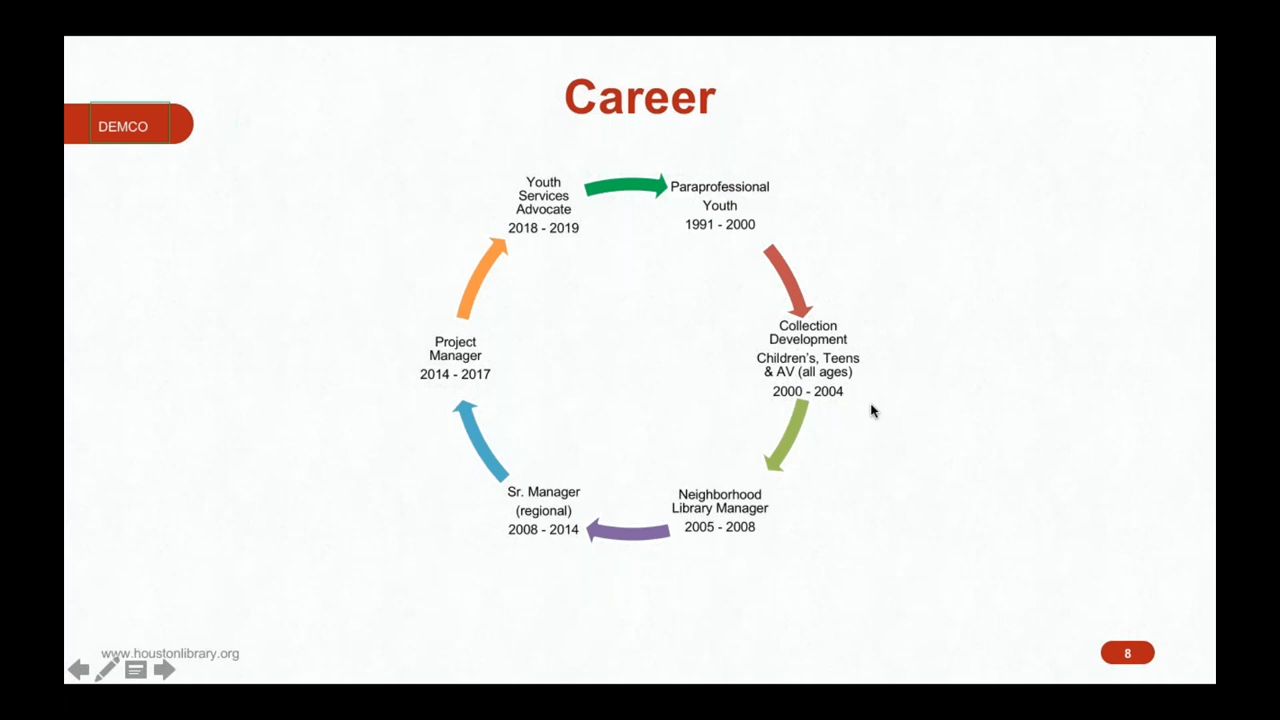 Career
DEMCO
Youth
Services
Advocate
2018 - 2019
Paraprofessional
Youth
1991 - 2000
Collection
Development
Children's, Teens
& AV (all ages)
2000 - 2004
Neighborhood
Library Manager
2005 - 2008
Sr. Manager
(regional)
2008 - 2014
Project
Manager
2014 - 2017
www.houstonlibrary.org
8